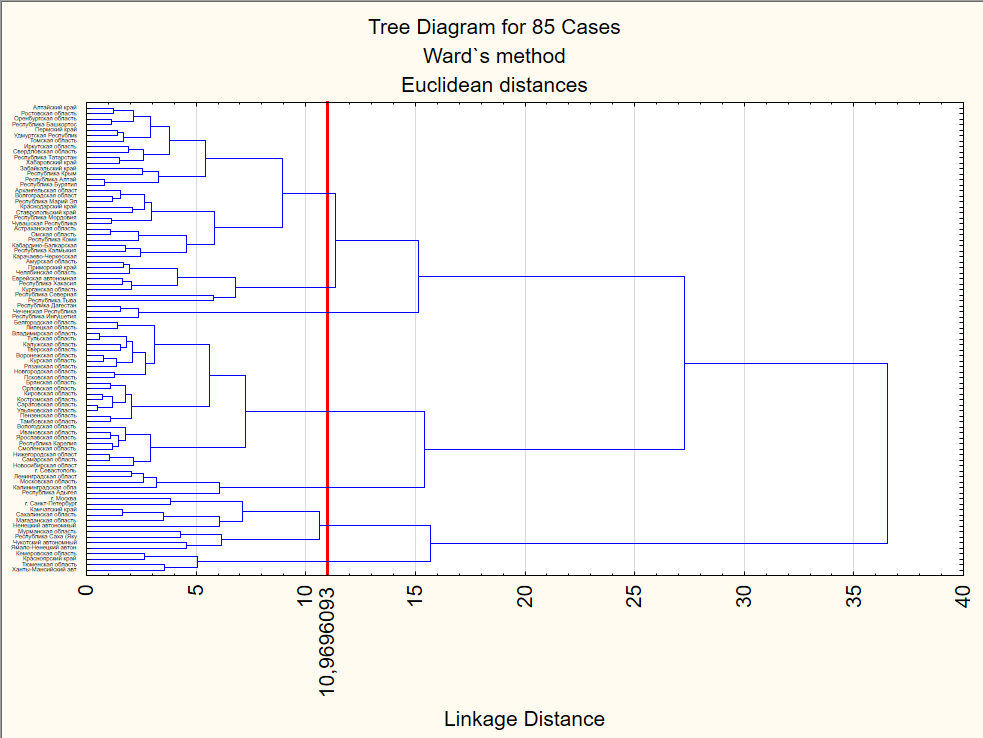 Tree Diagram for 85 Cases
Ward`s method
Euclidean distances
Алтайский край
Ростовская область
Оренбургская область
Республика Башкортос
Пермский край
Удмуртская Республик
Томская область
Иркутская область
Свердловская область
Республика Татарстан
Хабаровский край
Забайкальский край
Республика Крым
Республика Алтай
Республика Бурятия
Архангельская област
Волгоградская област
Республика Марий Эл
Краснодарский край
Ставропольский край
Республика Мордовия
Чувашская Республика
Астраханская область
Омская область
Республика Коми
Кабардино-Балкарская
Республика Калмыкия
Карачаево-Черкесская
Амурская область
Приморский край
Челябинская область
Еврейская автономная
Республика Хакасия
Курганская область
Республика Северная
Республика Тыва
Республика Дагестан
Чеченская Республика
Республика Ингушетия
Белгородская область
Липецкая область
Владимирская область
Тульская область
Калужская область
Тверская область
Воронежская область
Курская область
Рязанская область
Новгородская область
Псковская область
Брянская область
Орловская область
Кировская область
Костромская область
Саратовская область
Ульяновская область
Пензенская область
Тамбовская область
Вологодская область
Ивановская область
Ярославская область
Республика Карелия
Смоленская область
Нижегородская област
Самарская область
Новосибирская област
г. Севастополь
Ленинградская област
Московская область
Калининградская обла
Республика Адыгея
г. Москва
г. Санкт-Петербург
Камчатский край
Сахалинская область
Магаданская область
Ненецкий автономный
Мурманская область
Республика Саха (Яку
Чукотский автономный
Ямало-Ненецкий автон
Кемеровская область
Красноярский край
Тюменская область
Ханты-Мансийский авт
0
5
10
10,9696093
15
20
25
30
35
40
Linkage Distance